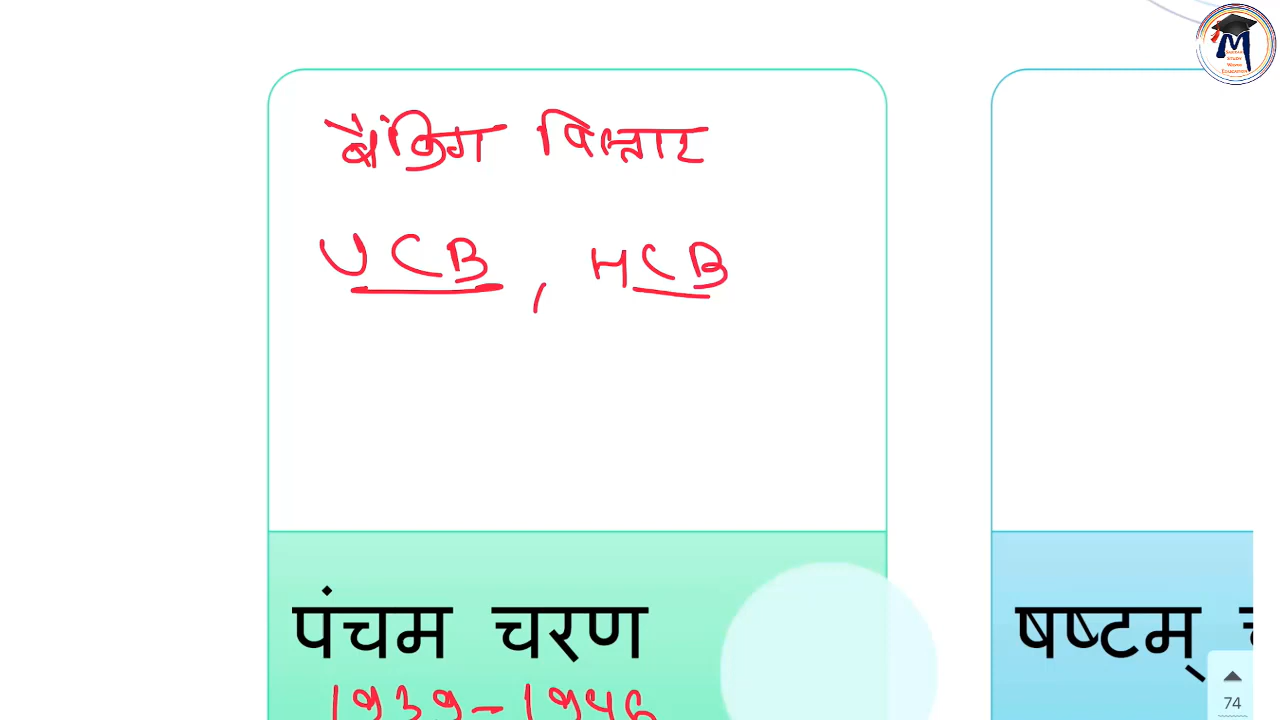 बैंकिंग विस्तार
UCB, HCB
पंचम चरण
षष्टम्
1939-1946
74